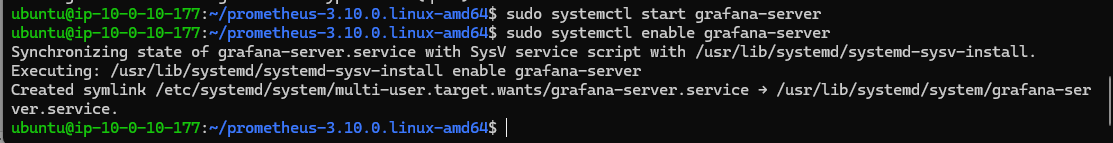 ubuntu@ip-10-0-10-177:~/prometheus-3.10.0.linux-amd64$ sudo systemctl start grafana-server
ubuntu@ip-10-0-10-177:~/prometheus-3.10.0.linux-amd64$ sudo systemctl enable grafana-server
Synchronizing state of grafana-server.service with SysV service script with /usr/lib/systemd/systemd-sysv-install.
Executing: /usr/lib/systemd/systemd-sysv-install enable grafana-server
Created symlink /etc/systemd/system/multi-user.target.wants/grafana-server.service → /usr/lib/systemd/system/grafana-ser
ver.service.
ubuntu@ip-10-0-10-177:~/prometheus-3.10.0.linux-amd64$